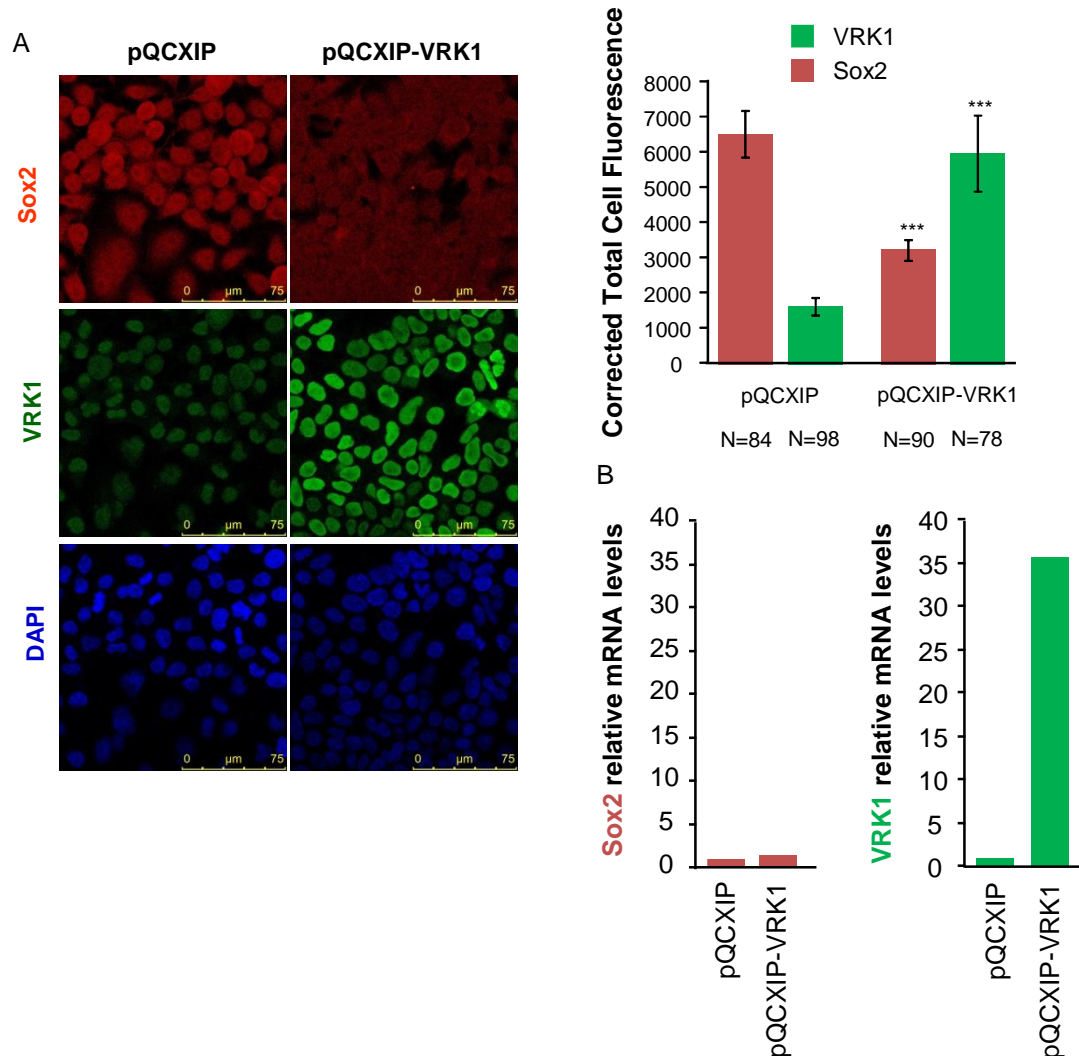 A
pQCXIP pQCXIP-VRK1
Sox2
0 µm 75 0 µm 75
VRK1
0 µm 75 0 µm 75
DAPI
0 µm 75 0 µm 75
VRK1
Sox2
Corrected Total Cell Fluorescence
8000
7000
6000
5000
4000
3000
2000
1000
0
***
***
pQCXIP pQCXIP-VRK1
N=84 N=98 N=90 N=78
B
Sox2 relative mRNA levels
40
35
30
25
20
15
10
5
0
pQCXIP
pQCXIP-VRK1
VRK1 relative mRNA levels
40
35
30
25
20
15
10
5
0
pQCXIP
pQCXIP-VRK1